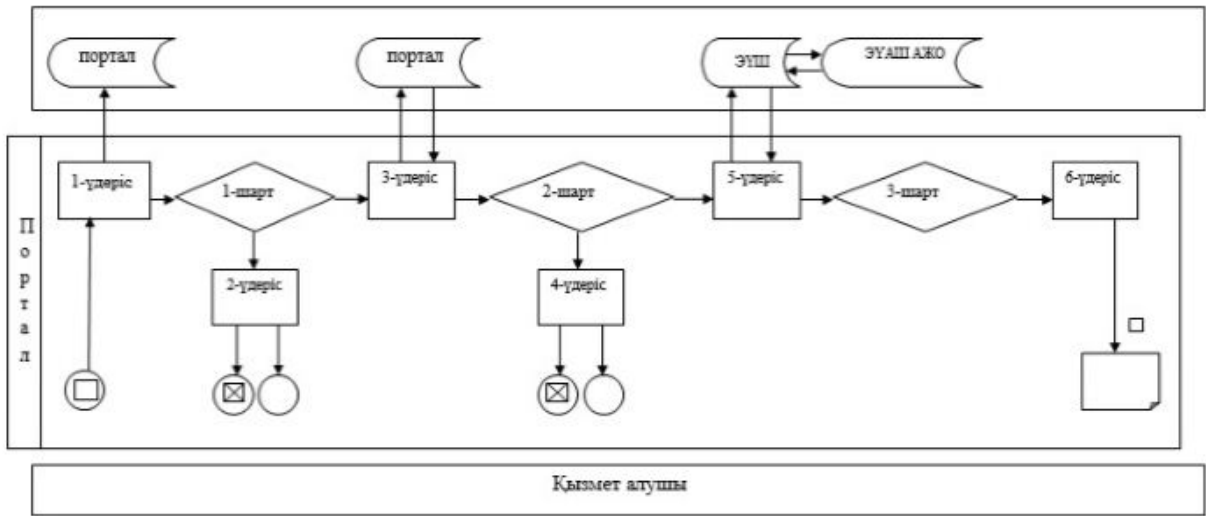 портал
портал
ЭҮШ
ЭҮАШ АЖО
1-үдеріс
1-шарт
3-үдеріс
2-шарт
5-үдеріс
3-шарт
6-үдеріс
Портал
2-үдеріс
4-үдеріс
Қызмет алушы